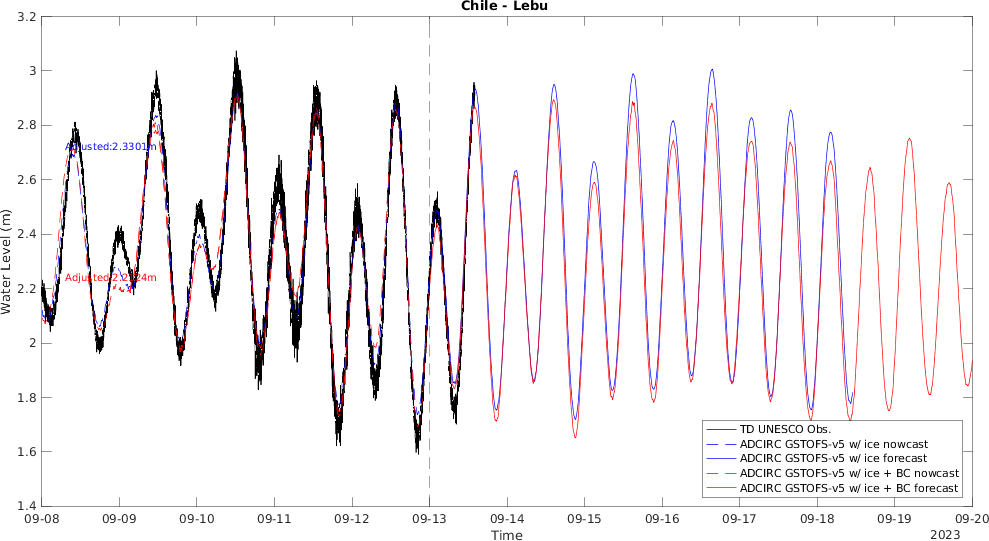 Chile - Lebu
3.2
3
2.8
2.6
2.4
2.2
2
1.8
1.6
1.4
Water Level (m)
Adjusted:2.3301m
TD UNESCO Obs.
ADCIRC GSTOFS-v5 w/ ice nowcast
ADCIRC GSTOFS-v5 w/ ice forecast
ADCIRC GSTOFS-v5 w/ ice + BC nowcast
ADCIRC GSTOFS-v5 w/ ice + BC forecast
09-08 09-09 09-10 09-11 09-12 09-13 09-14 09-15 09-16 09-17 09-18 09-19 09-20
Time
2023